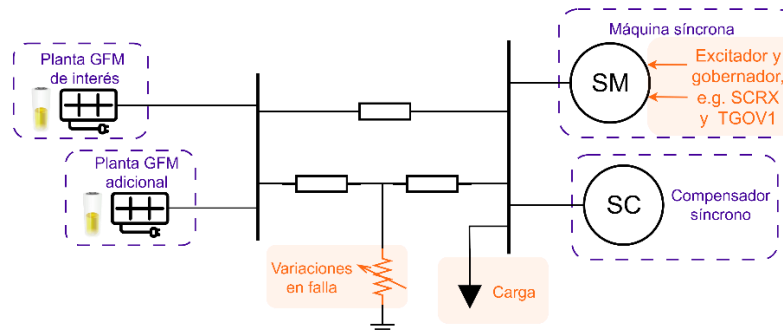 Planta GFM
de interés
Planta GFM
adicional
Variaciones
en falla
Carga
Máquina síncrona
SM
Excitador y
gobernador,
e.g. SCRX
y TGOV1
SC
Compensador
síncrono